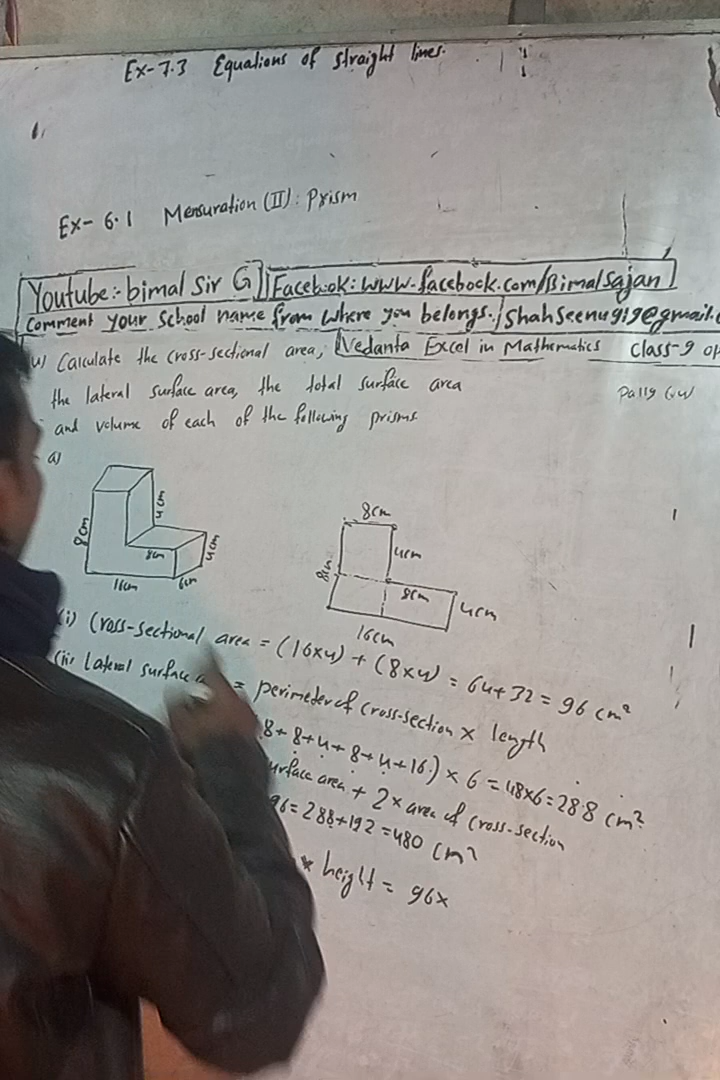 Ex-7.3 Equations of straight lines.
Ex- 6.1 Mensuration (II): Prism
Youtube:- bimal Sir G Facebook: www.facebook.com/Bimalsajan
Comment your school name from where you belongs. shahseenu919@gmail.
4) Calculate the cross-sectional area, Vedanta Excel in Mathematics Class-9 op
the lateral surface area, the total surface area
and volume of each of the following prisms
a)
8cm
4cm
8cm
4cm
16cm
6cm
8cm
4cm
8cm
8cm
4cm
16cm
(i) Cross-sectional area = (16×4) + (8×4) = 64+32 = 96 cm²
(ii) lateral surface = perimeter of cross-section × length
8+8+4+8+4+16) × 6 = 48×6 = 288 cm²
urface area + 2× area of cross-section
96 = 288+192 = 480 cm²
× height = 96×